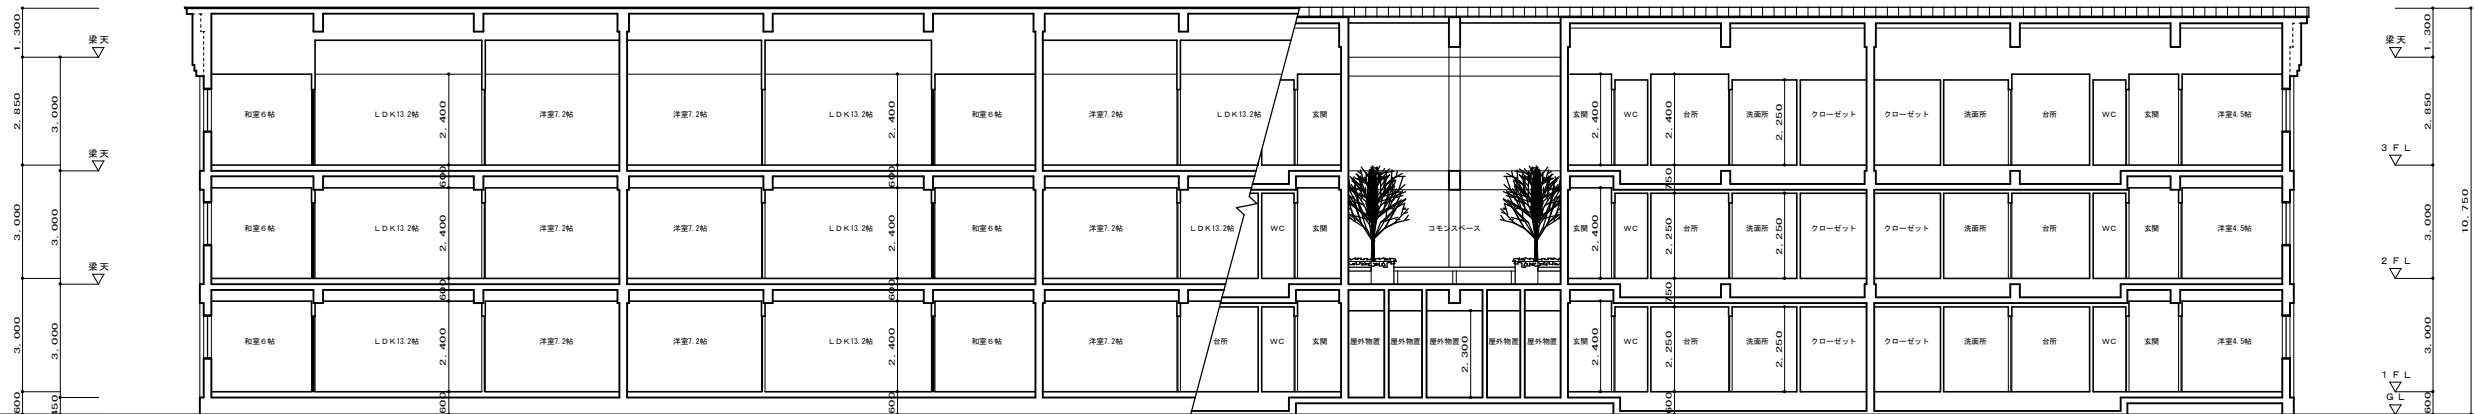 1,300
梁天
2,850
3,000
梁天
3,000
3,000
梁天
3,000
3,000
600
450
和室6帖
LDK13.2帖
2,400
洋室7.2帖
洋室7.2帖
LDK13.2帖
2,400
和室6帖
洋室7.2帖
LDK13.2帖
玄関
玄関
2,400
WC
2,400
台所
洗面所
2,250
クローゼット
クローゼット
洗面所
台所
WC
玄関
洋室4.5帖
600
600
750
和室6帖
LDK13.2帖
2,400
洋室7.2帖
洋室7.2帖
LDK13.2帖
2,400
和室6帖
洋室7.2帖
LDK13.2帖
WC
玄関
コモンスペース
玄関
2,400
WC
2,250
台所
洗面所
2,250
クローゼット
クローゼット
洗面所
台所
WC
玄関
洋室4.5帖
600
600
750
和室6帖
LDK13.2帖
2,400
洋室7.2帖
洋室7.2帖
LDK13.2帖
2,400
和室6帖
洋室7.2帖
台所
WC
玄関
屋外物置
屋外物置
屋外物置
2,300
屋外物置
屋外物置
玄関
2,400
WC
2,250
台所
洗面所
2,250
クローゼット
クローゼット
洗面所
台所
WC
玄関
洋室4.5帖
600
600
600
梁天
1,300
2,850
3FL
3,000
2FL
3,000
1FL
GL
600
10,750